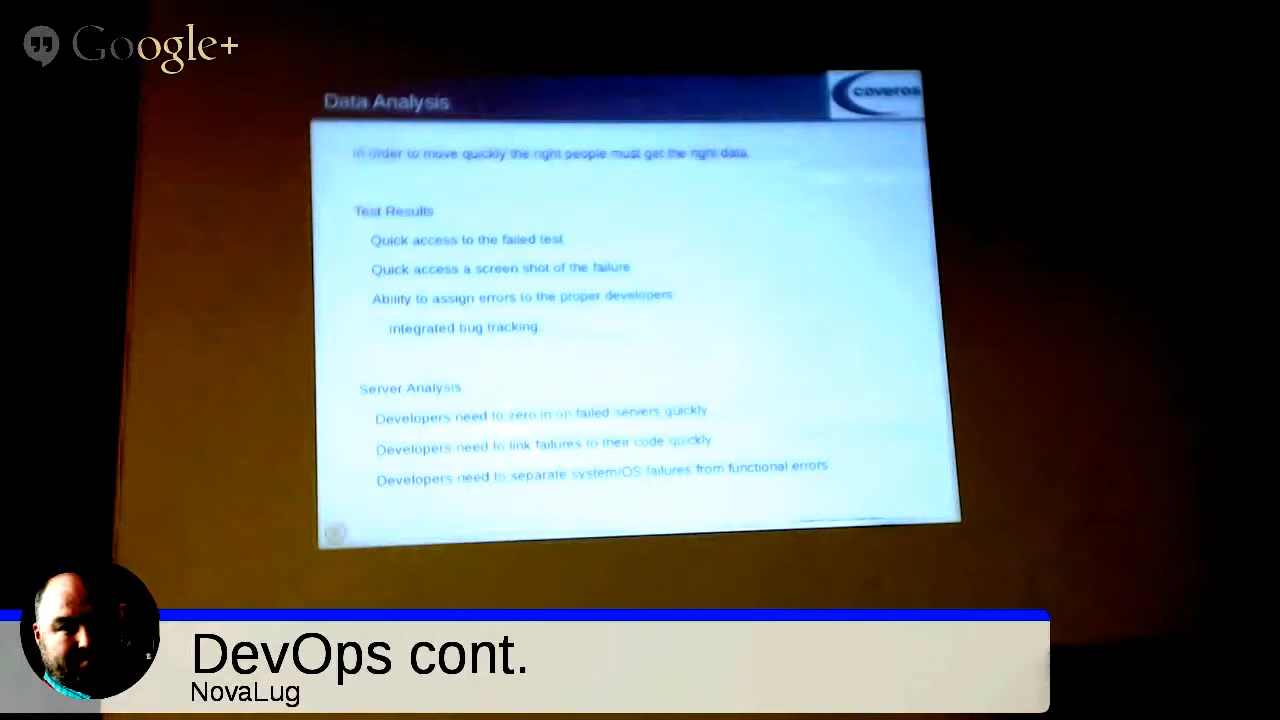 Google+
Data Analysis
coveros
In order to move quickly the right people must get the right data.
Test Results
Quick access to the failed test
Quick access a screen shot of the failure
Ability to assign errors to the proper developers
integrated bug tracking.
Server Analysis
Developers need to zero in on failed servers quickly
Developers need to link failures to their code quickly
Developers need to separate system/OS failures from functional errors
DevOps cont.
NovaLug